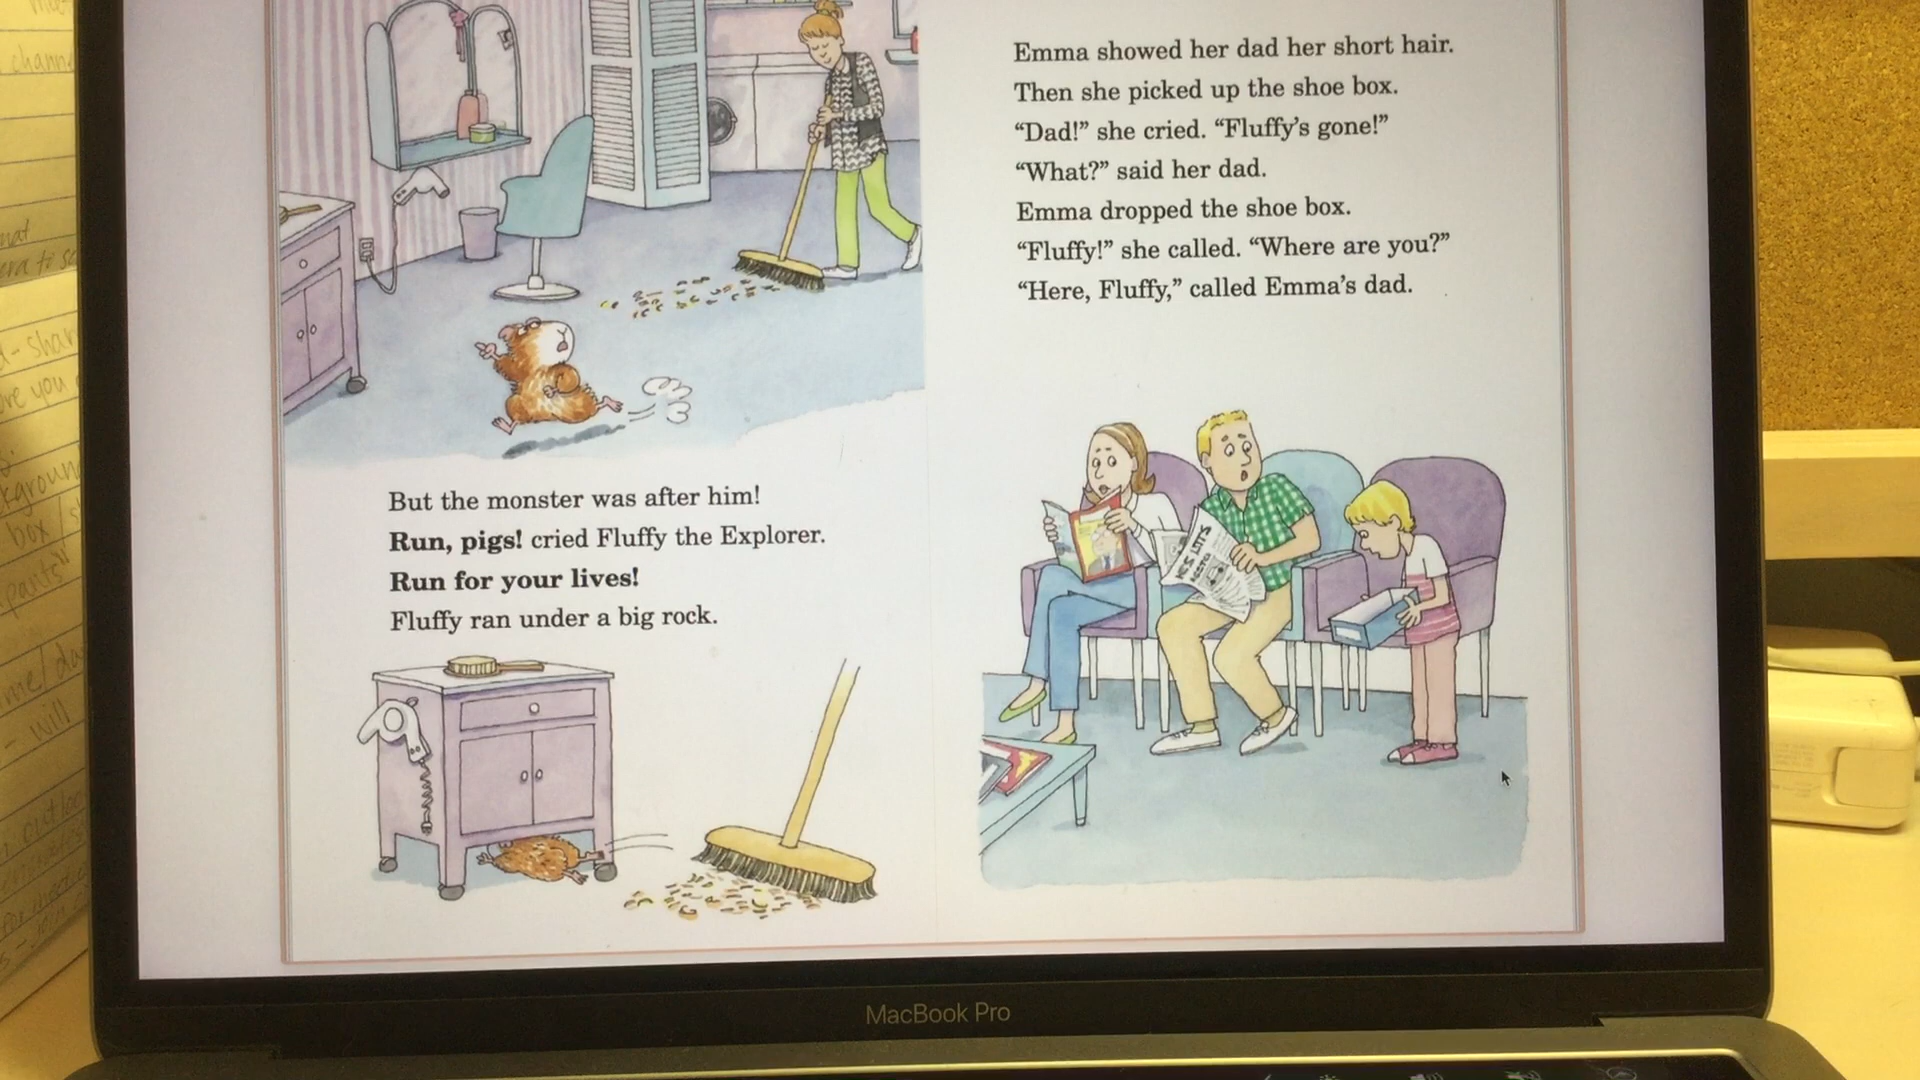 But the monster was after him!
Run, pigs! cried Fluffy the Explorer.
Run for your lives!
Fluffy ran under a big rock.
Emma showed her dad her short hair.
Then she picked up the shoe box.
“Dad!” she cried. “Fluffy’s gone!”
“What?” said her dad.
Emma dropped the shoe box.
“Fluffy!” she called. “Where are you?”
“Here, Fluffy,” called Emma’s dad.
MacBook Pro